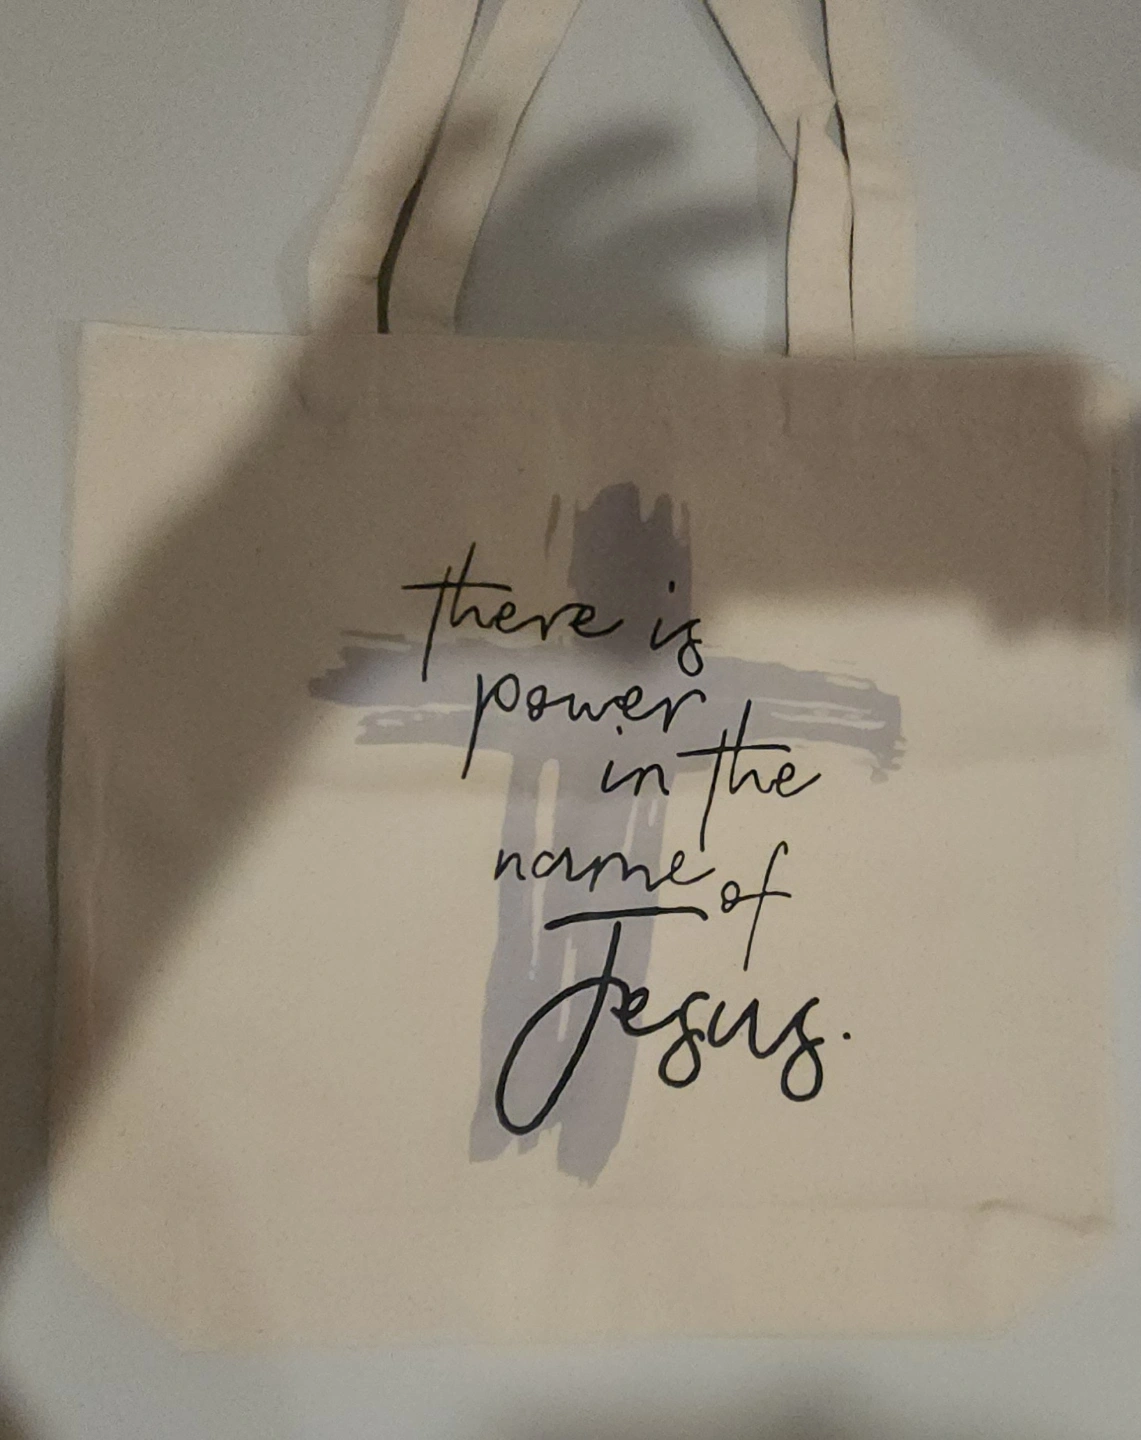 there is
power
in the
name of
Jesus.